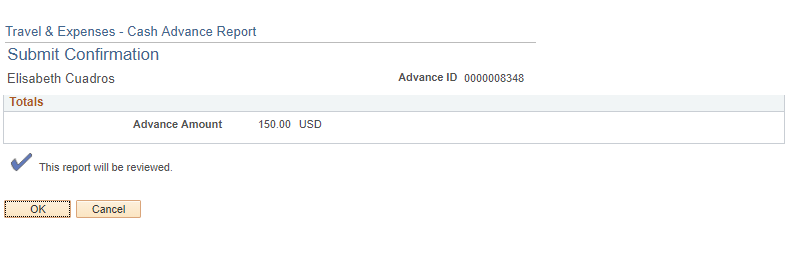 Travel & Expenses - Cash Advance Report
Submit Confirmation
Elisabeth Cuadros Advance ID 0000008348
Totals
Advance Amount 150.00 USD
This report will be reviewed.
OK Cancel